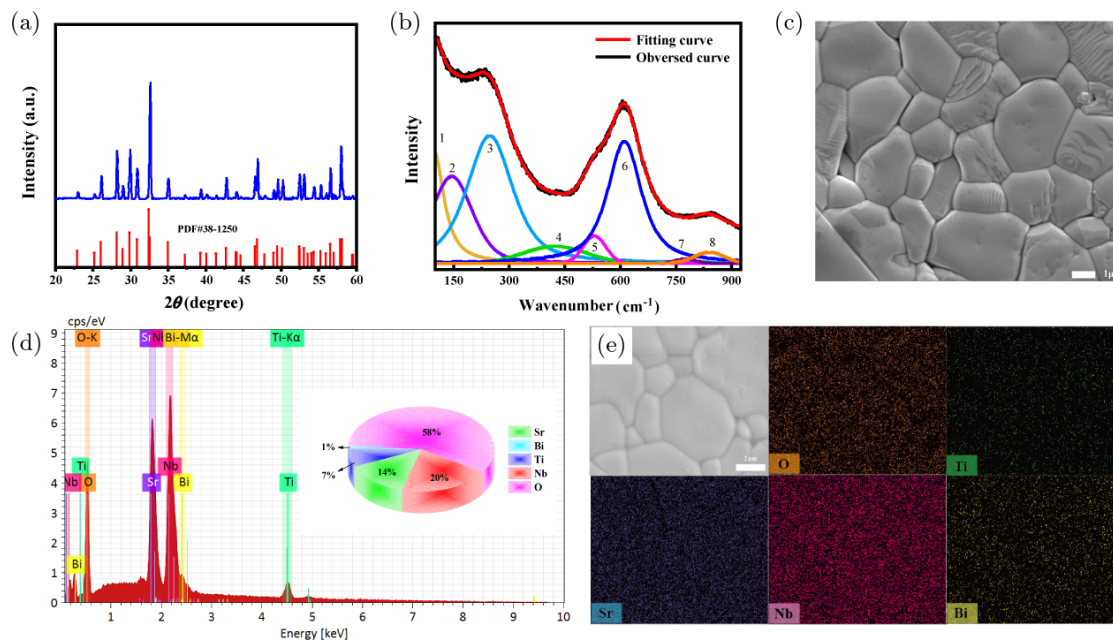 (a)
Intensity (a.u.)
PDF#38-1250
20 25 30 35 40 45 50 55 60
2θ (degree)
(b)
Fitting curve
Obversed curve
Intensity
1
2
3
4
5
6
7
8
150 300 450 600 750 900
Wavenumber (cm⁻¹)
(c)
1μ
(d)
cps/eV
9
8
7
6
5
4
3
2
1
0
O-K
Sr
N
Bi-Mα
Ti-Kα
Ti
Nb
O
Bi
Sr
Nb
Bi
Ti
58%
1%
7%
14%
20%
Sr
Bi
Ti
Nb
O
1 2 3 4 5 6 7 8 9 10
Energy [keV]
(e)
2 μm
O
Ti
Sr
Nb
Bi